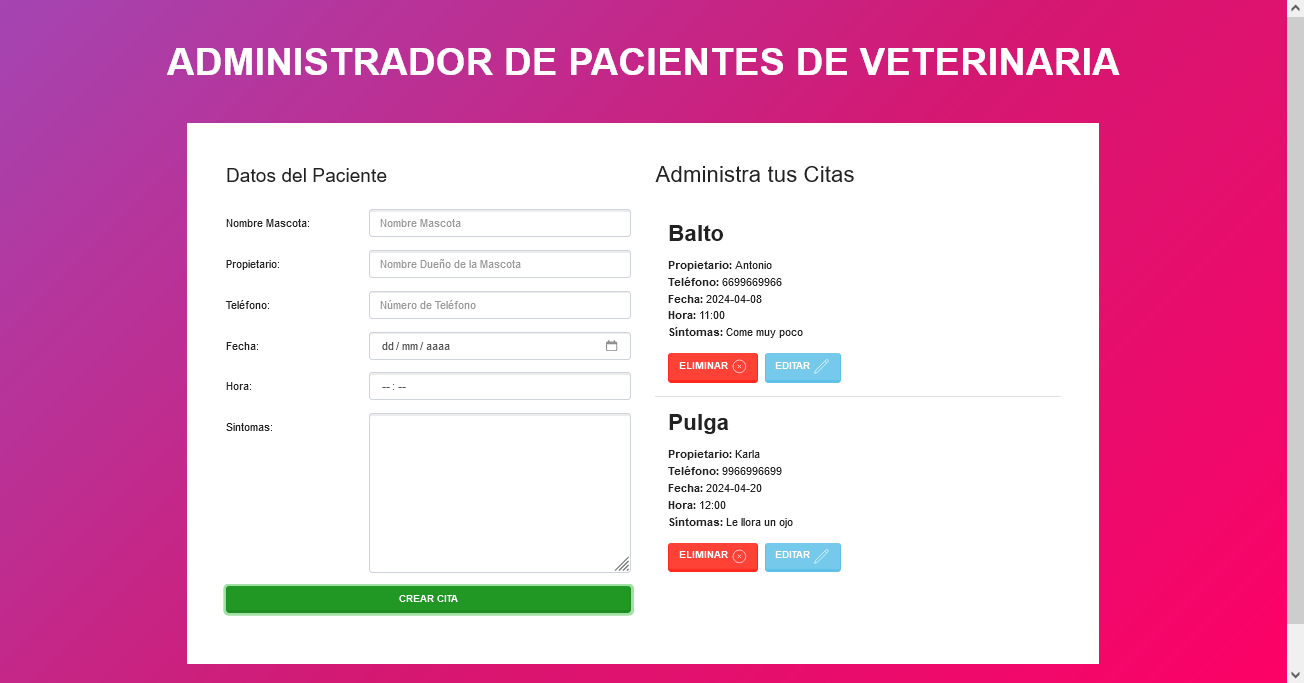 ADMINISTRADOR DE PACIENTES DE VETERINARIA
Datos del Paciente
Nombre Mascota:
Nombre Mascota
Propietario:
Nombre Dueño de la Mascota
Teléfono:
Número de Teléfono
Fecha:
dd / mm / aaaa
Hora:
-- : --
Sintomas:
CREAR CITA
Administra tus Citas
Balto
Propietario: Antonio
Teléfono: 6699669966
Fecha: 2024-04-08
Hora: 11:00
Síntomas: Come muy poco
ELIMINAR
EDITAR
Pulga
Propietario: Karla
Teléfono: 9966996699
Fecha: 2024-04-20
Hora: 12:00
Síntomas: Le llora un ojo
ELIMINAR
EDITAR